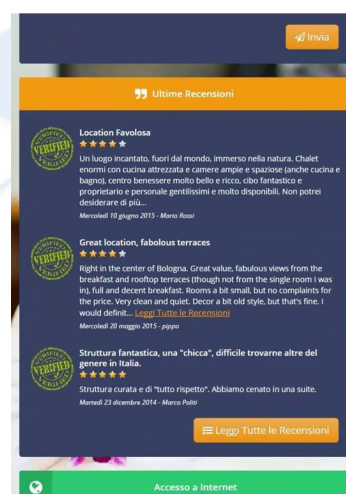 Invia
Ultime Recensioni
VERIFIED
Location Favolosa
Un luogo incantato, fuori dal mondo, immerso nella natura. Chalet
enormi con cucina attrezzata e camere ampie e spaziose (anche cucina e
bagno), centro benessere molto bello e ricco, cibo fantastico e
proprietario e personale gentilissimi e molto disponibili. Non potrei
desiderare di più...
Mercoledì 10 giugno 2015 - Mario Rossi
VERIFIED
Great location, fabolous terraces
Right in the center of Bologna. Great value, fabulous views from the
breakfast and rooftop terraces (though not from the single room I was
in), full and decent breakfast. Rooms a bit small, but no complaints for
the price. Very clean and quiet. Decor a bit old style, but that's fine. I
would definit... Leggi Tutte le Recensioni
Mercoledì 20 maggio 2015 - pippo
VERIFIED
Struttura fantastica, una "chicca", difficile trovarne altre del
genere in Italia.
Struttura curata e di "tutto rispetto". Abbiamo cenato in una suite.
Martedì 23 dicembre 2014 - Marco Politi
Leggi Tutte le Recensioni
Accesso a Internet